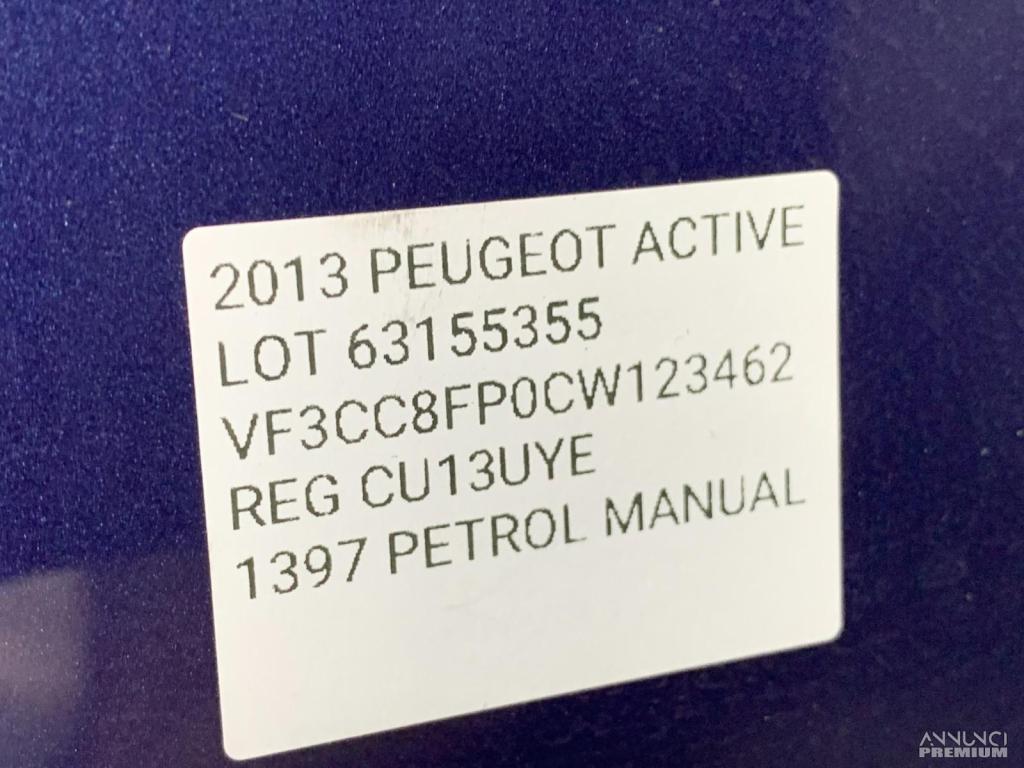 2013 PEUGEOT ACTIVE
LOT 63155355
VF3CC8FP0CW123462
REG CU13UYE
1397 PETROL MANUAL
ANNUNCI
PREMIUM